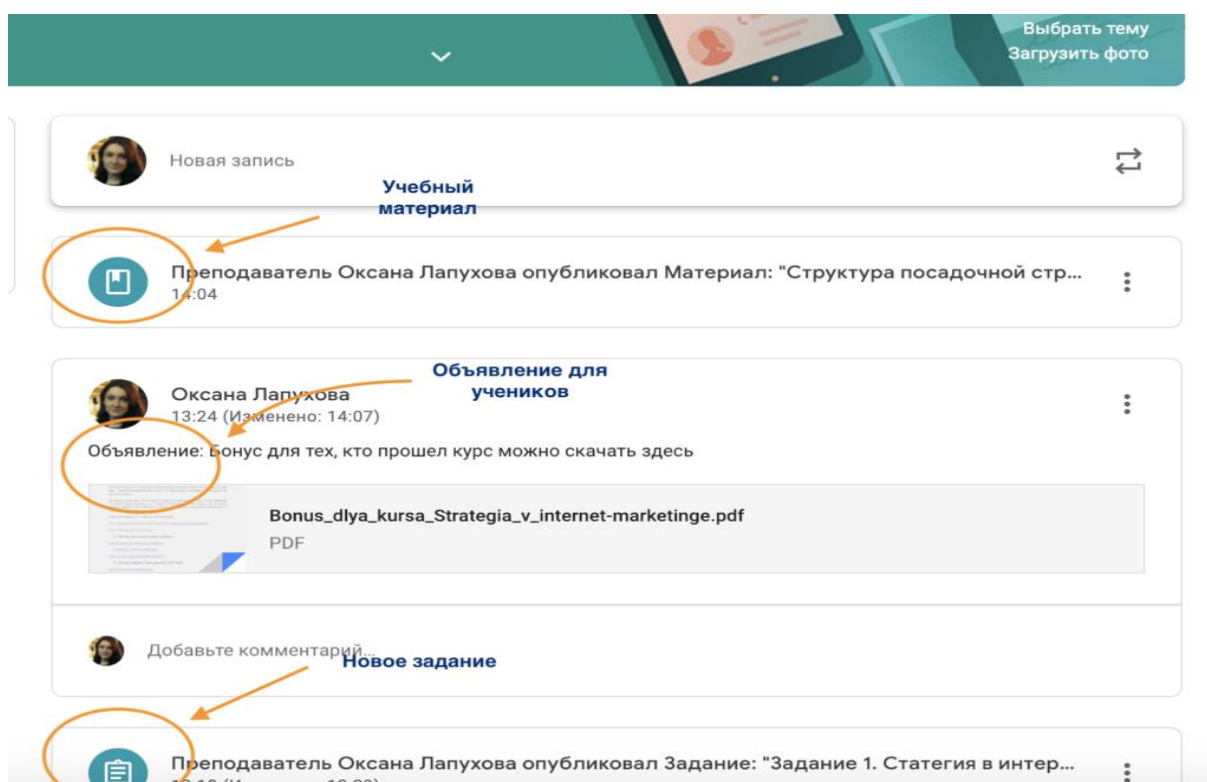 Выбрать тему
Загрузить фото
Новая запись
Учебный
материал
Преподаватель Оксана Лапухова опубликовал Материал: "Структура посадочной стр...
14:04
Объявление для
учеников
Оксана Лапухова
13:24 (Изменено: 14:07)
Объявление: Бонус для тех, кто прошел курс можно скачать здесь
Bonus_dlya_kursa_Strategia_v_internet-marketinge.pdf
PDF
Добавьте комментарий...
Новое задание
Преподаватель Оксана Лапухова опубликовал Задание: "Задание 1. Статегия в интер...